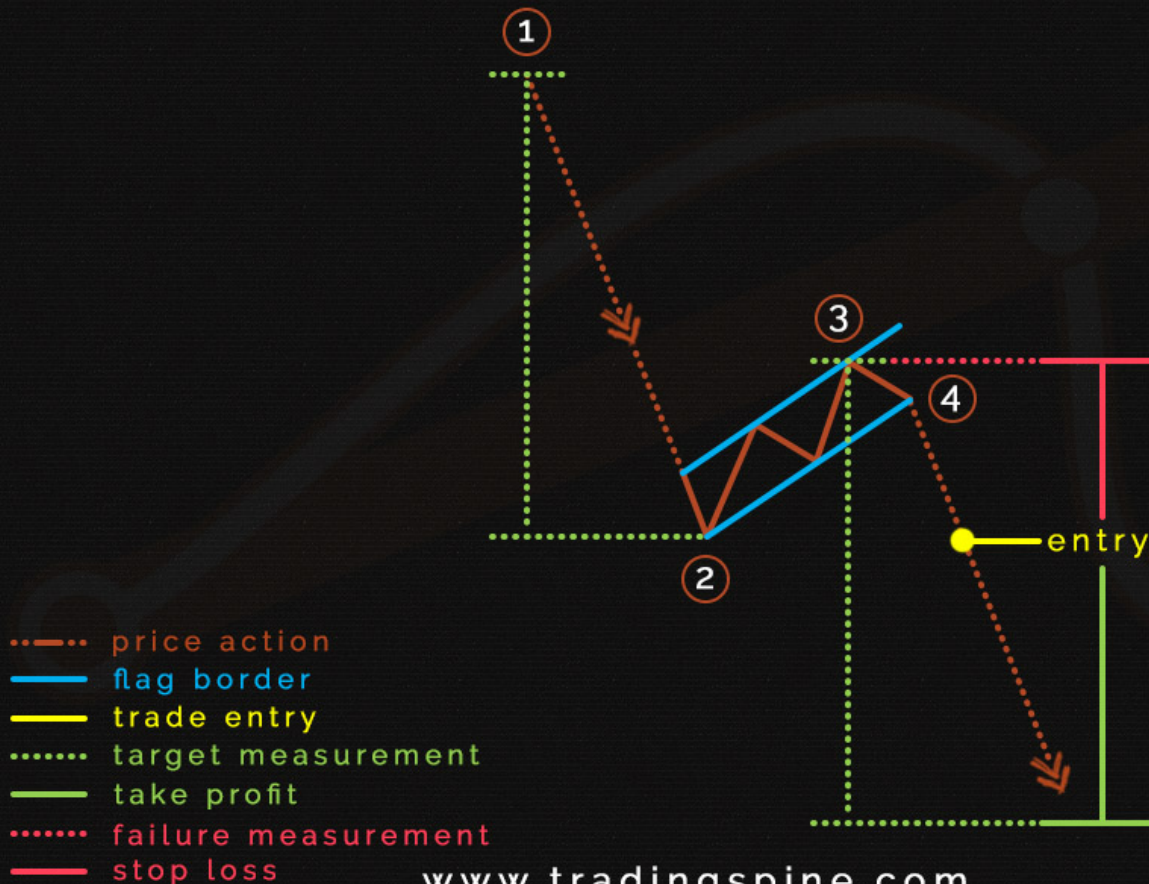 1
3
4
entry
2
price action
flag border
trade entry
target measurement
take profit
failure measurement
stop loss
www.tradingspine.com